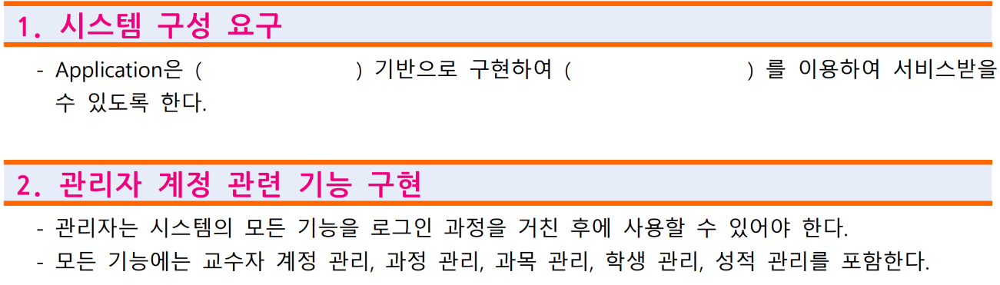 1. 시스템 구성 요구
- Application은 ( ) 기반으로 구현하여 ( ) 를 이용하여 서비스받을
수 있도록 한다.
2. 관리자 계정 관련 기능 구현
- 관리자는 시스템의 모든 기능을 로그인 과정을 거친 후에 사용할 수 있어야 한다.
- 모든 기능에는 교수자 계정 관리, 과정 관리, 과목 관리, 학생 관리, 성적 관리를 포함한다.